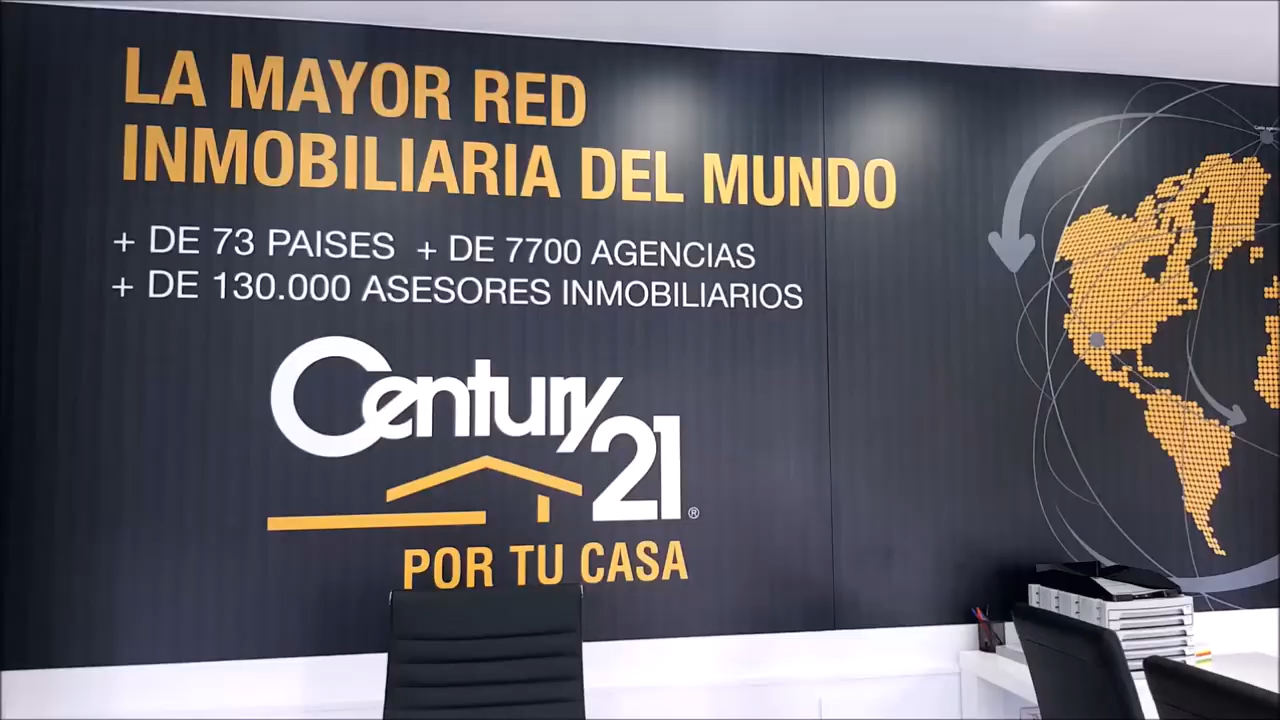 LA MAYOR RED
INMOBILIARIA DEL MUNDO
+ DE 73 PAISES + DE 7700 AGENCIAS
+ DE 130.000 ASESORES INMOBILIARIOS
Century
21®
POR TU CASA